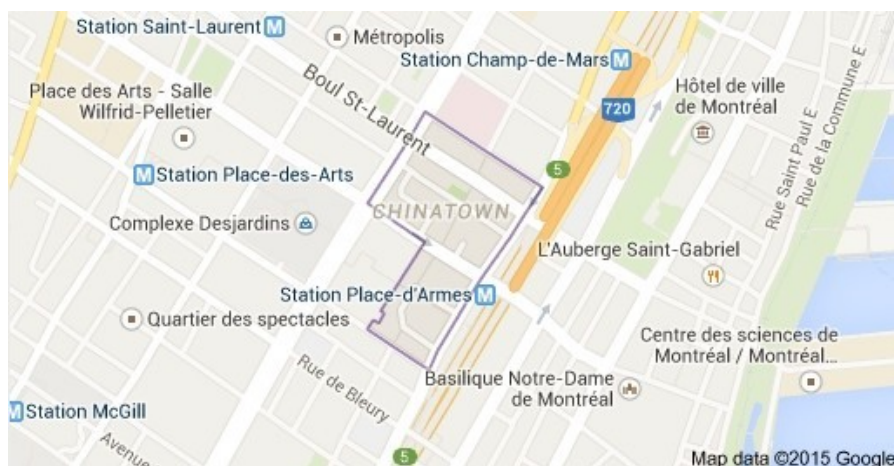 Station Saint-Laurent M
Métropolis
Station Champ-de-Mars M
Place des Arts - Salle
Wilfrid-Pelletier
Boul St-Laurent
720
Hôtel de ville
de Montréal
Rue Saint Paul E
Rue de la Commune E
M Station Place-des-Arts
5
CHINATOWN
Complexe Desjardins
L'Auberge Saint-Gabriel
Station Place-d'Armes M
Quartier des spectacles
Centre des sciences de
Montréal / Montréal...
Rue de Bleury
Basilique Notre-Dame
de Montréal
M Station McGill
Avenue
5
Map data ©2015 Google